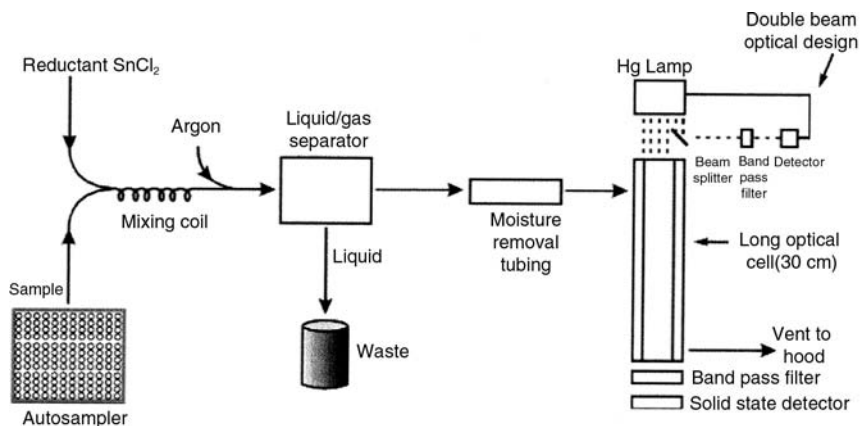 Double beam
optical design
Reductant SnCl₂
Hg Lamp
Argon
Liquid/gas
separator
Beam
splitter
Band
pass
filter
Detector
Mixing coil
Moisture
removal
tubing
Long optical
cell(30 cm)
Liquid
Sample
Waste
Vent to
hood
Band pass filter
Solid state detector
Autosampler